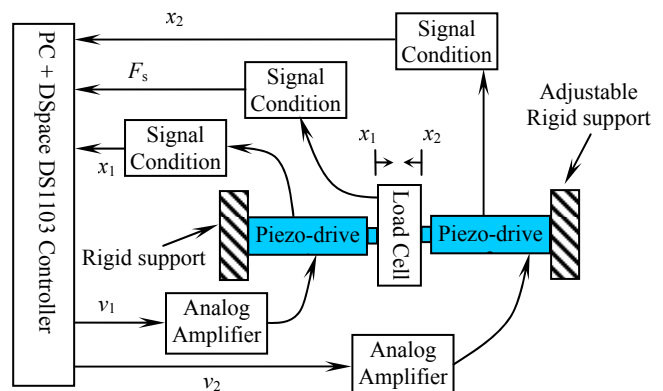 PC + DSpace DS1103 Controller
x2
Signal
Condition
Fs
Signal
Condition
Adjustable
Rigid support
x1
Signal
Condition
x1
x2
Piezo-drive
Load Cell
Piezo-drive
Rigid support
v1
Analog
Amplifier
v2
Analog
Amplifier